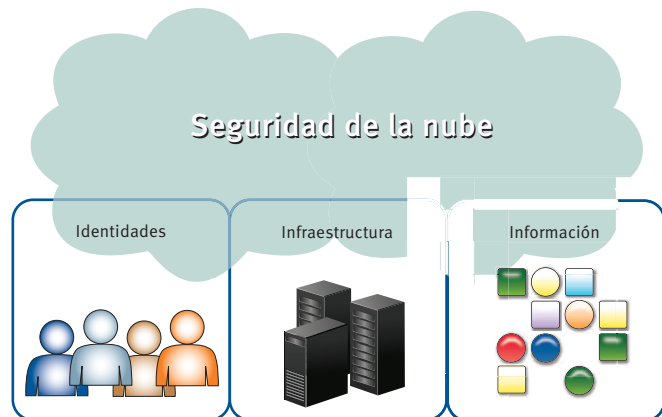 Seguridad de la nube
Identidades
Infraestructura
Información